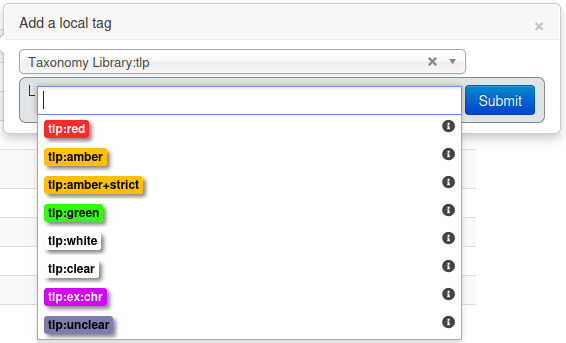 Add a local tag
×
Taxonomy Library:tlp
L
Submit
tlp:red
tlp:amber
tlp:amber+strict
tlp:green
tlp:white
tlp:clear
tlp:ex:chr
tlp:unclear